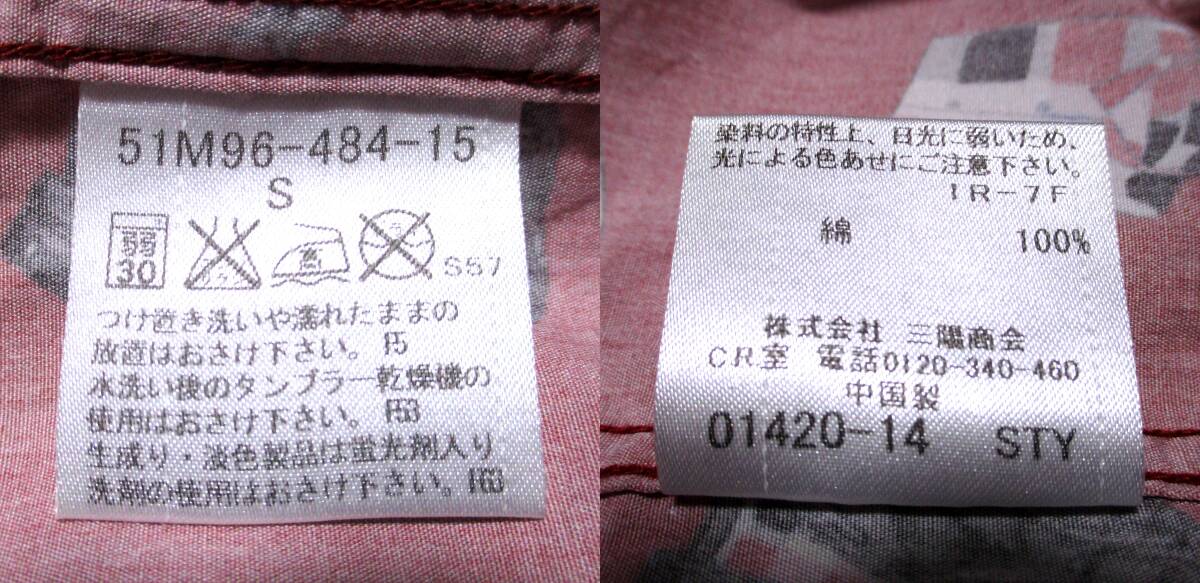 51M96-484-15
S
弱
30
高
S57
つけ置き洗いや濡れたままの
放置はおさけ下さい。F5
水洗い後のタンブラー乾燥機の
使用はおさけ下さい。F53
生成り・淡色製品は蛍光剤入り
洗剤の使用はおさけ下さい。F63
染料の特性上、日光に弱いため、
光による色あせにご注意下さい。
IR-7F
綿 100%
株式会社 三陽商会
CR室 電話0120-340-460
中国製
01420-14 STY